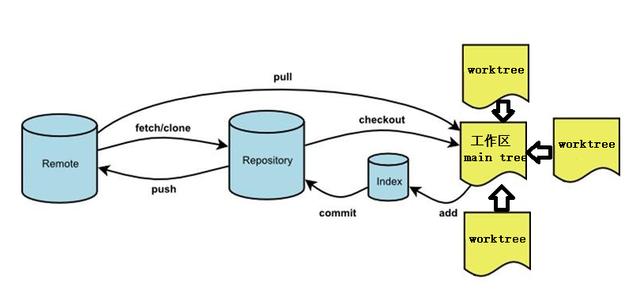 worktree
pull
fetch/clone
checkout
工作区
main tree
worktree
Remote
Repository
Index
push
commit
add
worktree